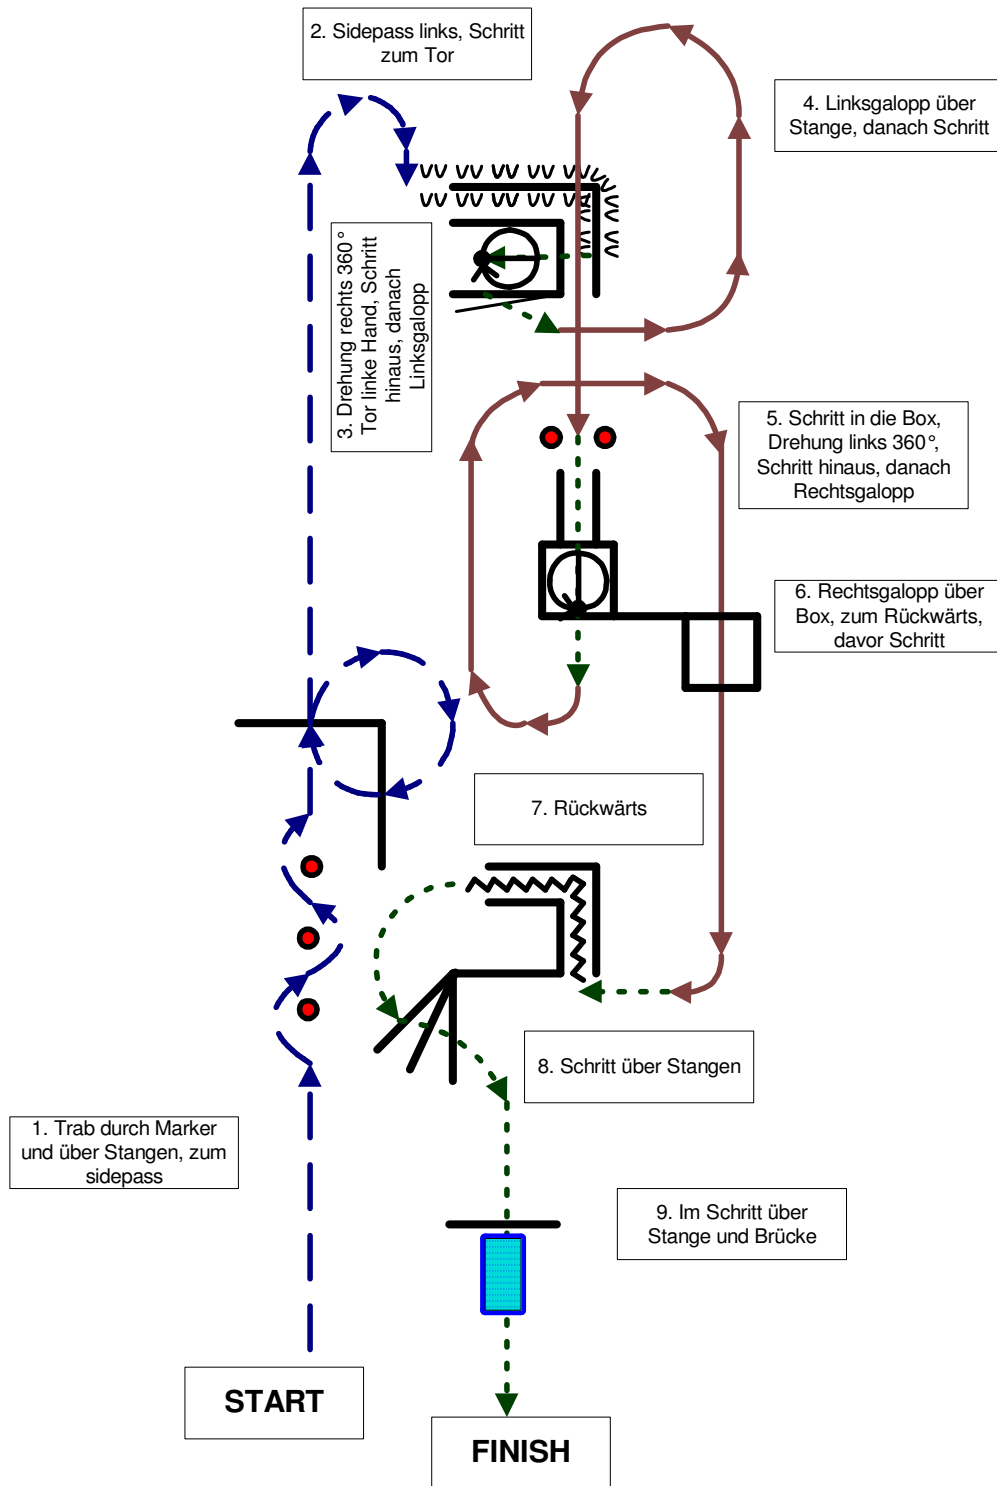 2. Sidepass links, Schritt
zum Tor
4. Linksgalopp über
Stange, danach Schritt
3. Drehung rechts 360°
Tor linke Hand, Schritt
hinaus, danach
Linksgalopp
5. Schritt in die Box,
Drehung links 360°,
Schritt hinaus, danach
Rechtsgalopp
6. Rechtsgalopp über
Box, zum Rückwärts,
davor Schritt
7. Rückwärts
8. Schritt über Stangen
1. Trab durch Marker
und über Stangen, zum
sidepass
9. Im Schritt über
Stange und Brücke
START
FINISH